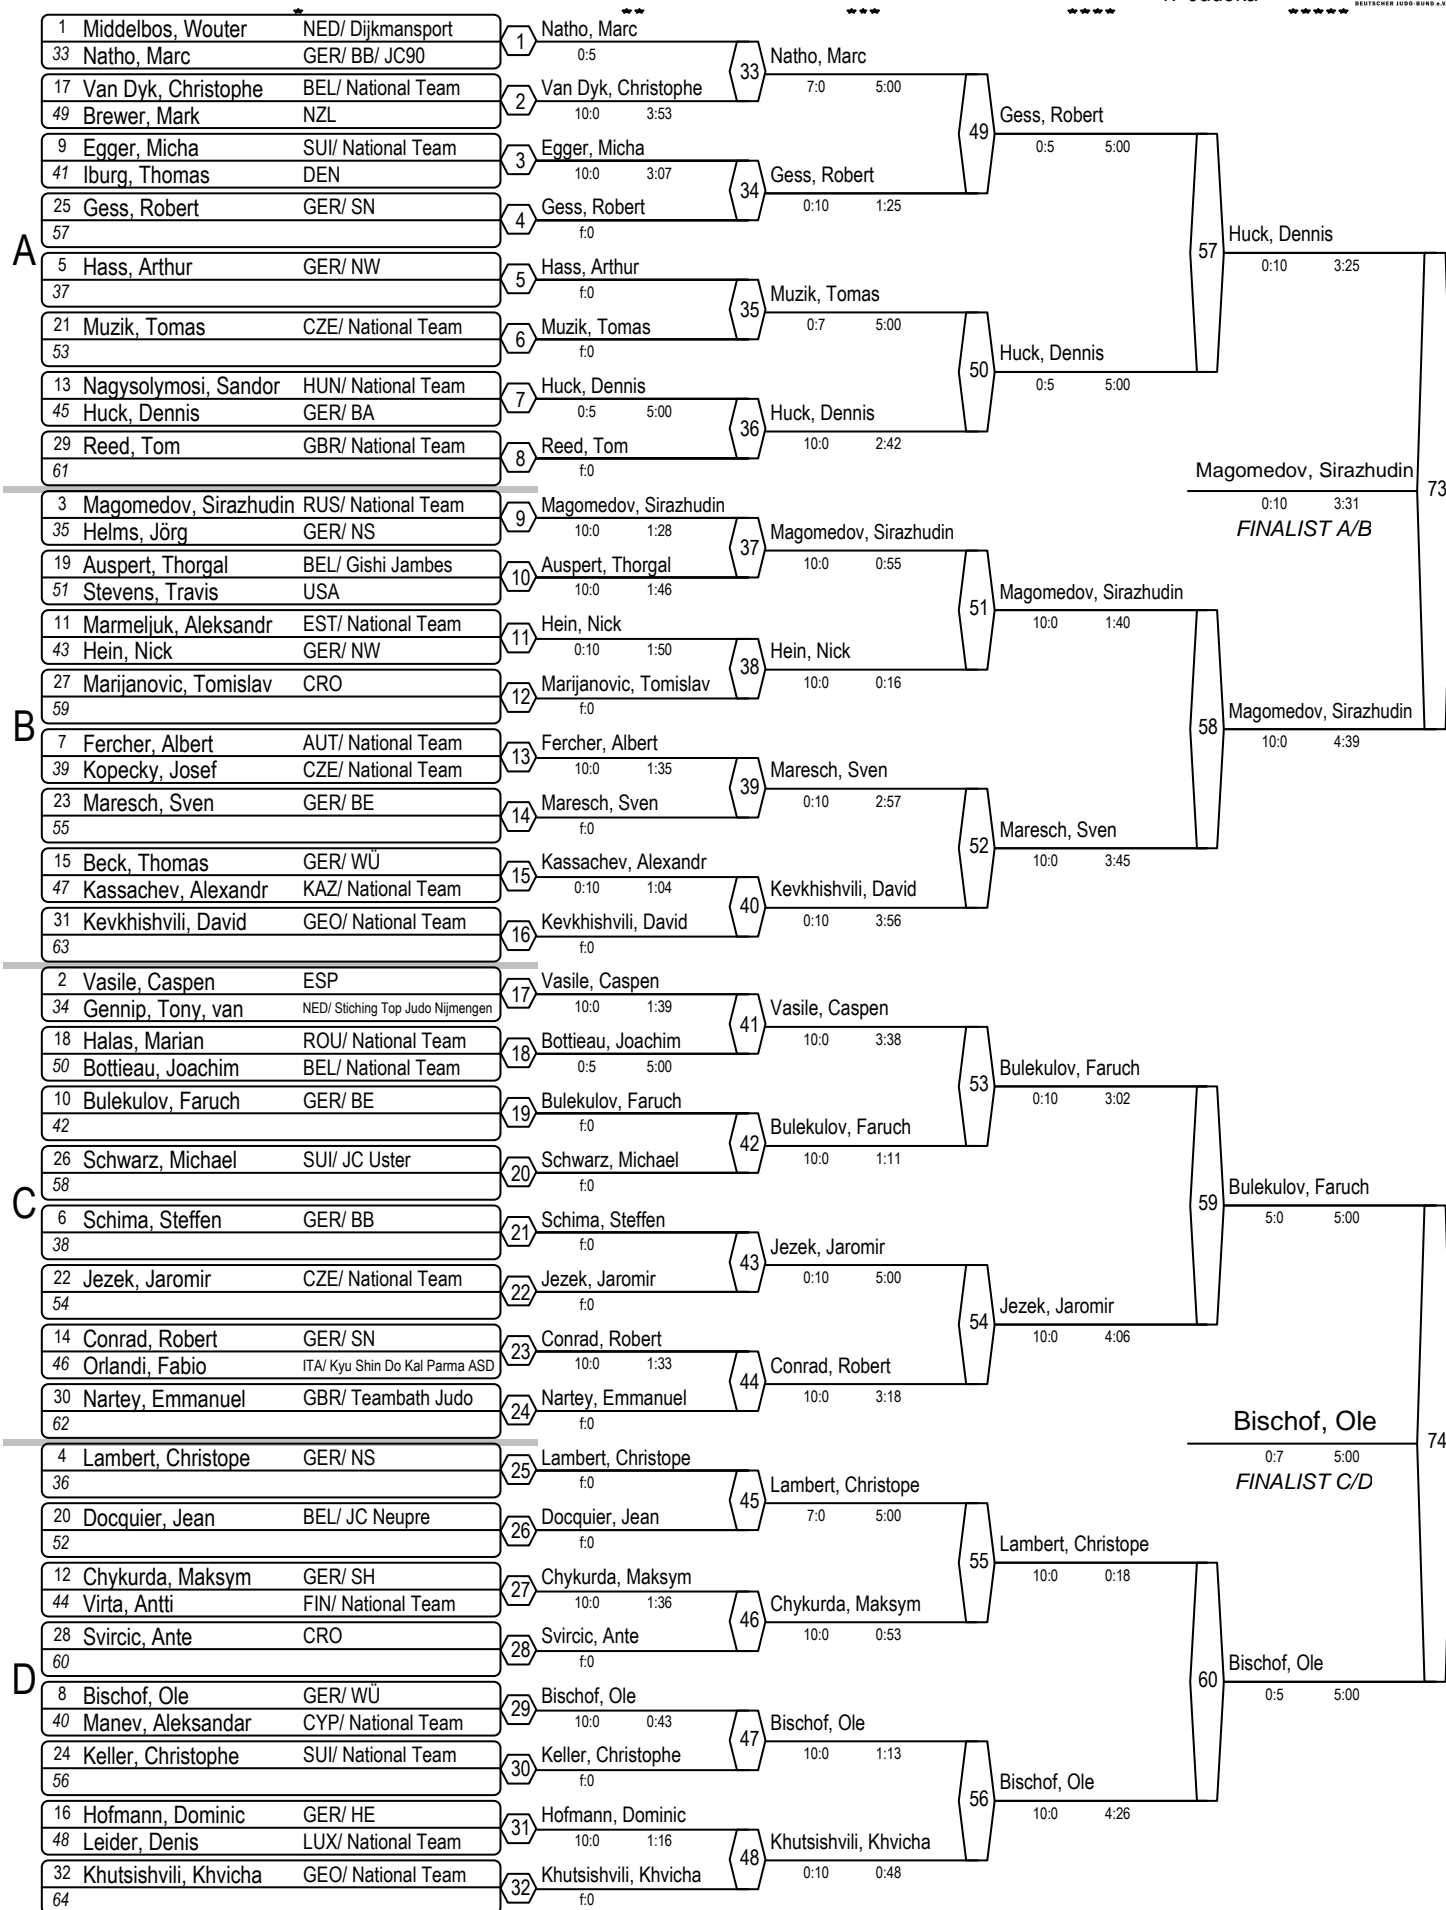 DEUTSCHER JUDO-BUND e.V.
A
1 Middelbos, Wouter NED/ Dijkmansport
33 Natho, Marc GER/ BB/ JC90
17 Van Dyk, Christophe BEL/ National Team
49 Brewer, Mark NZL
9 Egger, Micha SUI/ National Team
41 Iburg, Thomas DEN
25 Gess, Robert GER/ SN
57
5 Hass, Arthur GER/ NW
37
21 Muzik, Tomas CZE/ National Team
53
13 Nagysolymosi, Sandor HUN/ National Team
45 Huck, Dennis GER/ BA
29 Reed, Tom GBR/ National Team
61
B
3 Magomedov, Sirazhudin RUS/ National Team
35 Helms, Jörg GER/ NS
19 Auspert, Thorgal BEL/ Gishi Jambes
51 Stevens, Travis USA
11 Marmeljuk, Aleksandr EST/ National Team
43 Hein, Nick GER/ NW
27 Marijanovic, Tomislav CRO
59
7 Fercher, Albert AUT/ National Team
39 Kopecky, Josef CZE/ National Team
23 Maresch, Sven GER/ BE
55
15 Beck, Thomas GER/ WÜ
47 Kassachev, Alexandr KAZ/ National Team
31 Kevkhishvili, David GEO/ National Team
63
C
2 Vasile, Caspen ESP
34 Gennip, Tony, van NED/ Stiching Top Judo Nijmengen
18 Halas, Marian ROU/ National Team
50 Bottieau, Joachim BEL/ National Team
10 Bulekulov, Faruch GER/ BE
42
26 Schwarz, Michael SUI/ JC Uster
58
6 Schima, Steffen GER/ BB
38
22 Jezek, Jaromir CZE/ National Team
54
14 Conrad, Robert GER/ SN
46 Orlandi, Fabio ITA/ Kyu Shin Do Kal Parma ASD
30 Nartey, Emmanuel GBR/ Teambath Judo
62
D
4 Lambert, Christope GER/ NS
36
20 Docquier, Jean BEL/ JC Neupre
52
12 Chykurda, Maksym GER/ SH
44 Virta, Antti FIN/ National Team
28 Svircic, Ante CRO
60
8 Bischof, Ole GER/ WÜ
40 Manev, Aleksandar CYP/ National Team
24 Keller, Christophe SUI/ National Team
56
16 Hofmann, Dominic GER/ HE
48 Leider, Denis LUX/ National Team
32 Khutsishvili, Khvicha GEO/ National Team
64
1 Natho, Marc
0:5
2 Van Dyk, Christophe
10:0 3:53
3 Egger, Micha
10:0 3:07
4 Gess, Robert
f:0
5 Hass, Arthur
f:0
6 Muzik, Tomas
f:0
7 Huck, Dennis
0:5 5:00
8 Reed, Tom
f:0
9 Magomedov, Sirazhudin
10:0 1:28
10 Auspert, Thorgal
10:0 1:46
11 Hein, Nick
0:10 1:50
12 Marijanovic, Tomislav
f:0
13 Fercher, Albert
10:0 1:35
14 Maresch, Sven
f:0
15 Kassachev, Alexandr
0:10 1:04
16 Kevkhishvili, David
f:0
17 Vasile, Caspen
10:0 1:39
18 Bottieau, Joachim
0:5 5:00
19 Bulekulov, Faruch
f:0
20 Schwarz, Michael
f:0
21 Schima, Steffen
f:0
22 Jezek, Jaromir
f:0
23 Conrad, Robert
10:0 1:33
24 Nartey, Emmanuel
f:0
25 Lambert, Christope
f:0
26 Docquier, Jean
f:0
27 Chykurda, Maksym
10:0 1:36
28 Svircic, Ante
f:0
29 Bischof, Ole
10:0 0:43
30 Keller, Christophe
f:0
31 Hofmann, Dominic
10:0 1:16
32 Khutsishvili, Khvicha
f:0
33 Natho, Marc
7:0 5:00
34 Gess, Robert
0:10 1:25
35 Muzik, Tomas
0:7 5:00
36 Huck, Dennis
10:0 2:42
37 Magomedov, Sirazhudin
10:0 0:55
38 Hein, Nick
10:0 0:16
39 Maresch, Sven
0:10 2:57
40 Kevkhishvili, David
0:10 3:56
41 Vasile, Caspen
10:0 3:38
42 Bulekulov, Faruch
10:0 1:11
43 Jezek, Jaromir
0:10 5:00
44 Conrad, Robert
10:0 3:18
45 Lambert, Christope
7:0 5:00
46 Chykurda, Maksym
10:0 0:53
47 Bischof, Ole
10:0 1:13
48 Khutsishvili, Khvicha
0:10 0:48
49 Gess, Robert
0:5 5:00
50 Huck, Dennis
0:5 5:00
51 Magomedov, Sirazhudin
10:0 1:40
52 Maresch, Sven
10:0 3:45
53 Bulekulov, Faruch
0:10 3:02
54 Jezek, Jaromir
10:0 4:06
55 Lambert, Christope
10:0 0:18
56 Bischof, Ole
10:0 4:26
57 Huck, Dennis
0:10 3:25
58 Magomedov, Sirazhudin
10:0 4:39
59 Bulekulov, Faruch
5:0 5:00
60 Bischof, Ole
0:5 5:00
Magomedov, Sirazhudin 73
0:10 3:31
FINALIST A/B
Bischof, Ole 74
0:7 5:00
FINALIST C/D